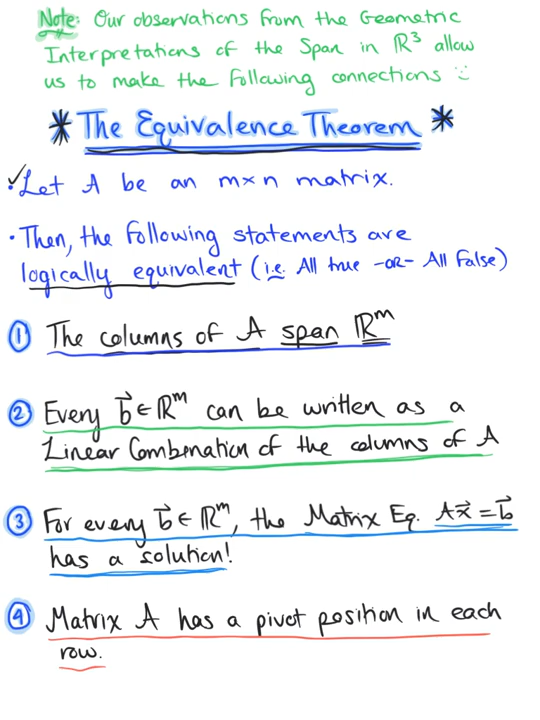 Note: Our observations from the Geometric
Interpretations of the Span in ℝ³ allow
us to make the following connections :)
* The Equivalence Theorem *
✓• Let A be an m×n matrix.
• Then, the following statements are
logically equivalent (i.e. All true -OR- All False)
① The columns of A span ℝᵐ
② Every b⃗ ∈ ℝᵐ can be written as a
Linear Combination of the columns of A
③ For every b⃗ ∈ ℝᵐ, the Matrix Eq. Ax⃗ = b⃗
has a solution!
④ Matrix A has a pivot position in each
row.